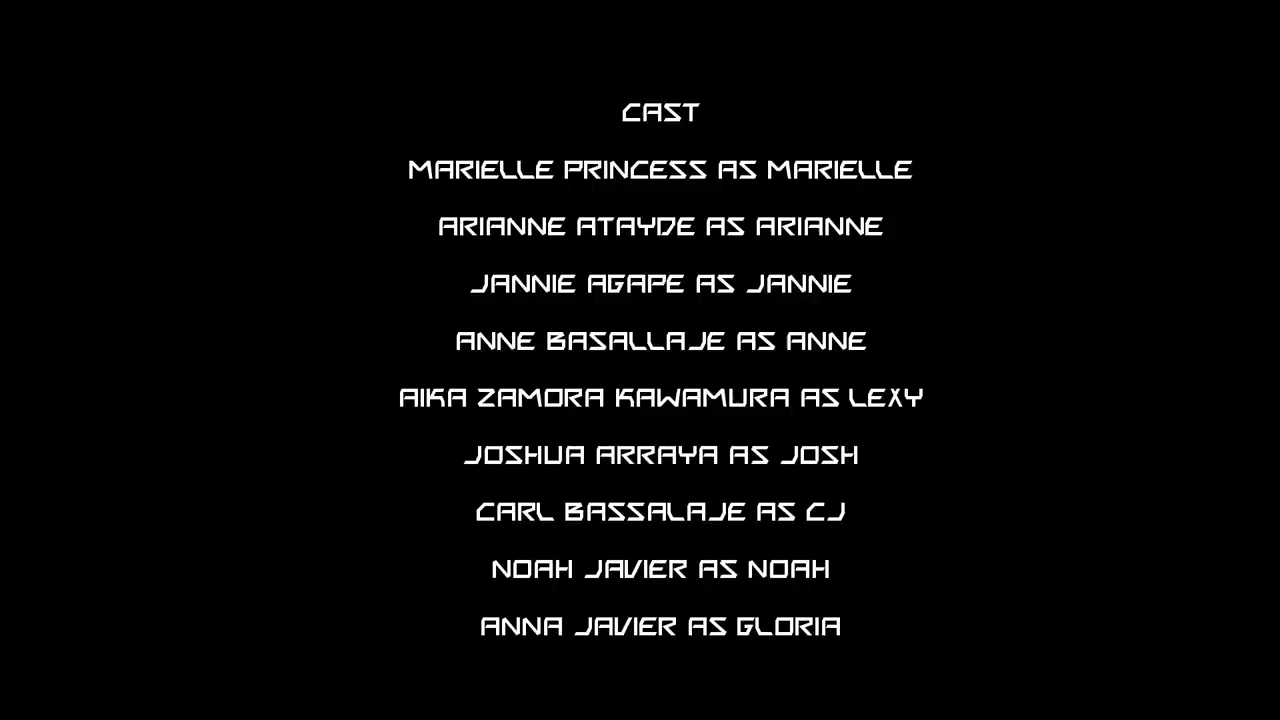 CAST
MARIELLE PRINCESS AS MARIELLE
ARIANNE ATAYDE AS ARIANNE
JANNIE AGAPE AS JANNIE
ANNE BASALLAJE AS ANNE
AIKA ZAMORA KAWAMURA AS LEXY
JOSHUA ARRAYA AS JOSH
CARL BASSALAJE AS CJ
NOAH JAVIER AS NOAH
ANNA JAVIER AS GLORIA